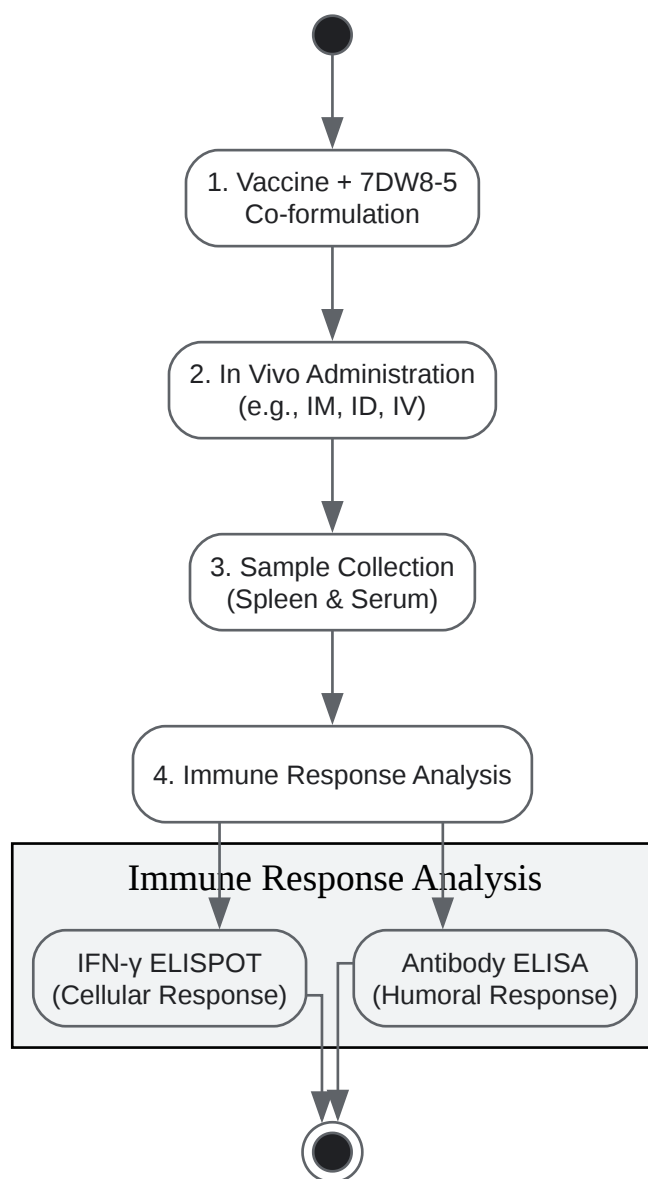 1. Vaccine + 7DW8-5
Co-formulation
2. In Vivo Administration
(e.g., IM, ID, IV)
3. Sample Collection
(Spleen & Serum)
4. Immune Response Analysis
Immune Response Analysis
IFN-γ ELISPOT
(Cellular Response)
Antibody ELISA
(Humoral Response)